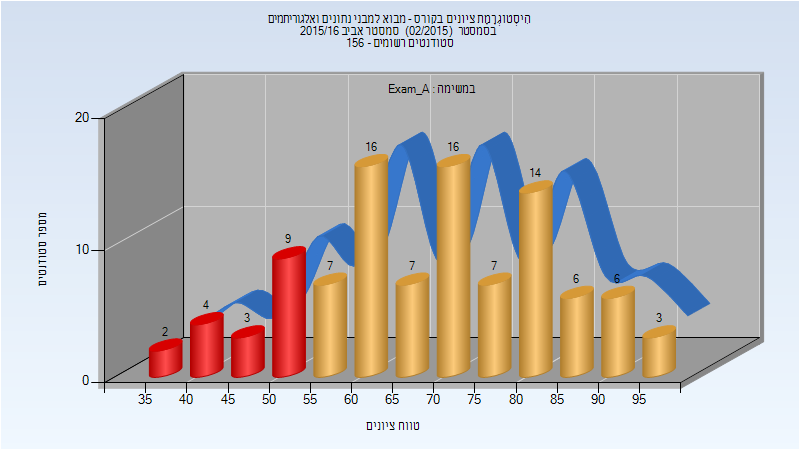 הִיסְטוֹגְרָמַת ציונים בקורס - מבוא למבני נתונים ואלגוריתמים
בסמסטר (02/2015) סמסטר אביב 2015/16
סטודנטים רשומים - 156
במשימה : Exam_A
20
10
0
מספר סטודנטים
2
4
3
9
7
16
7
16
7
14
6
6
3
35 40 45 50 55 60 65 70 75 80 85 90 95
טווח ציונים